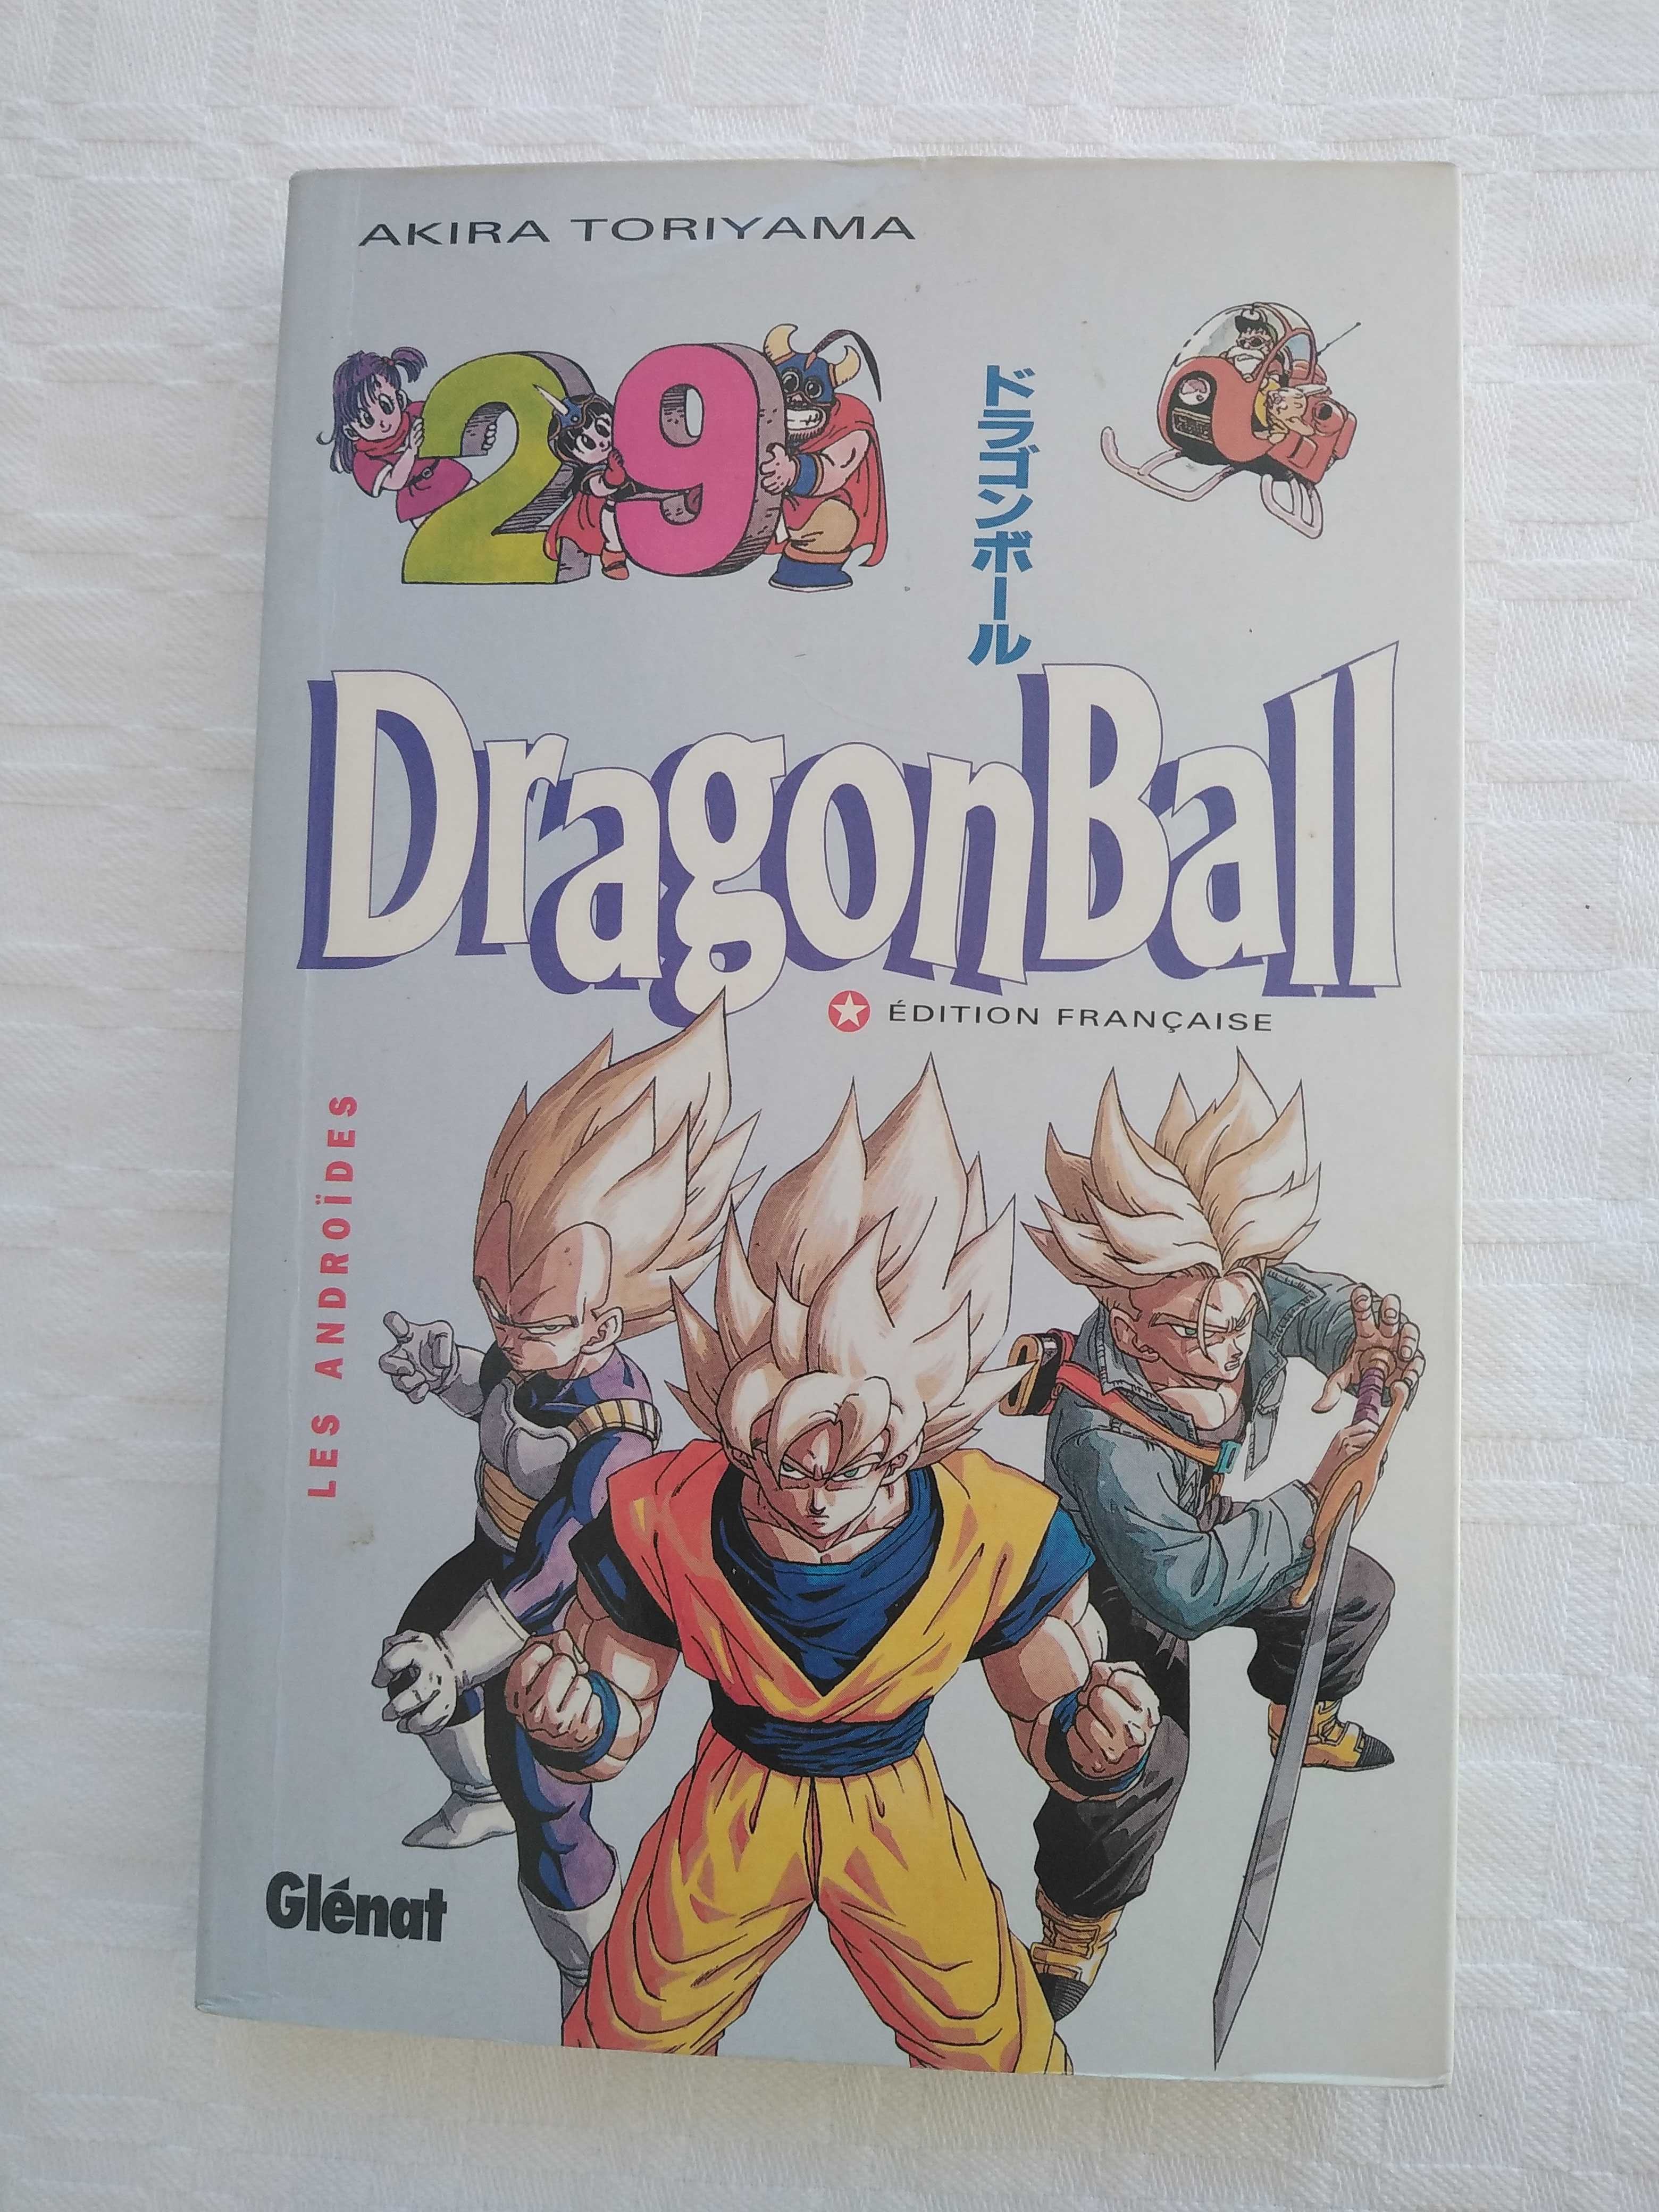 AKIRA TORIYAMA
29
ドラゴンボール
DragonBall
ÉDITION FRANÇAISE
LES ANDROÏDES
Glénat